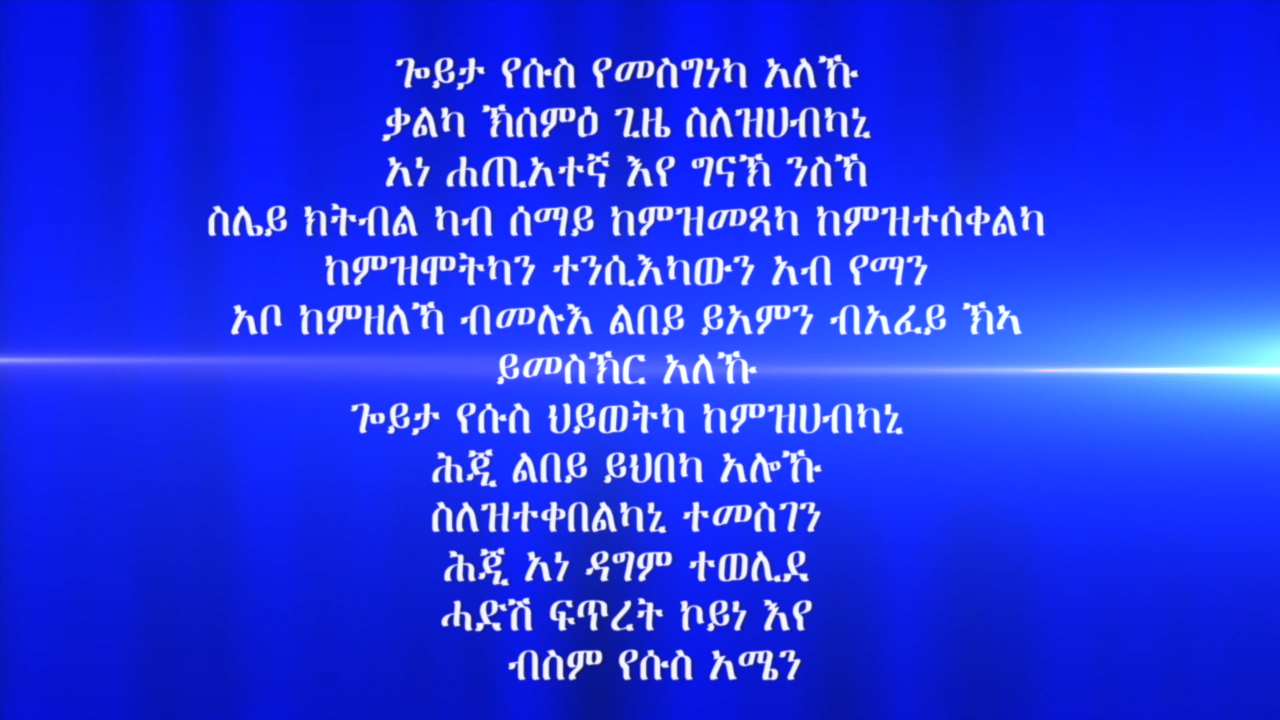 ጐይታ የሱስ የመስግነካ አለኹ
ቃልካ ኽሰምዕ ጊዜ ስለዝሀብካኒ
አነ ሐጢአተኛ እየ ግናኽ ንስኻ
ስሌይ ክትብል ካብ ሰማይ ከምዝመጻካ ከምዝተሰቀልካ
ከምዝሞትካን ተንሲእካውን አብ የማን
አቦ ከምዘለኻ ብመሉእ ልበይ ይአምን ብአፈይ ኽኣ
ይመስኽር አለኹ
ጐይታ የሱስ ህይወትካ ከምዝሀብካኒ
ሕጂ ልበይ ይህበካ አሎኹ
ስለዝተቀበልካኒ ተመስገን
ሕጂ አነ ዳግም ተወሊደ
ሓድሽ ፍጥረት ኮይነ እየ
ብስም የሱስ አሜን